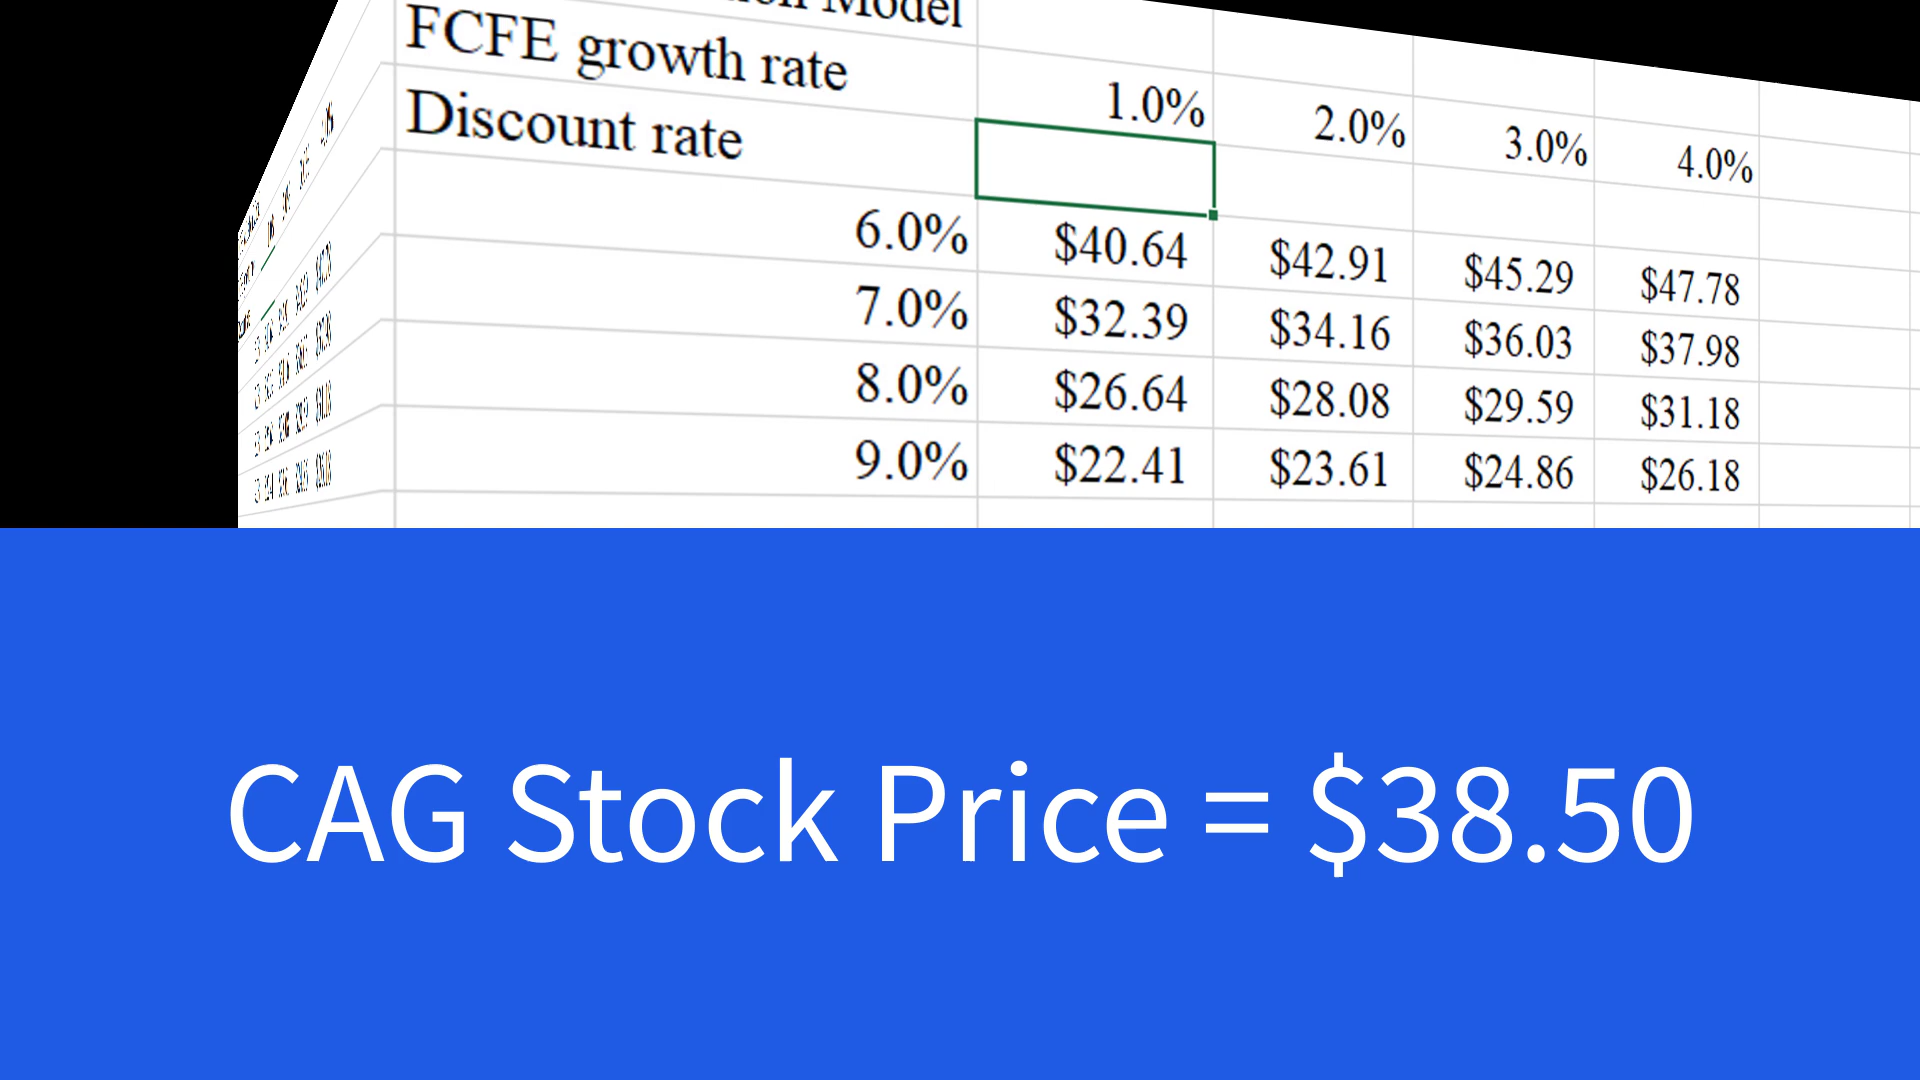 Model
FCFE growth rate 1.0% 2.0% 3.0% 4.0%
Discount rate
6.0% $40.64 $42.91 $45.29 $47.78
7.0% $32.39 $34.16 $36.03 $37.98
8.0% $26.64 $28.08 $29.59 $31.18
9.0% $22.41 $23.61 $24.86 $26.18
CAG Stock Price = $38.50